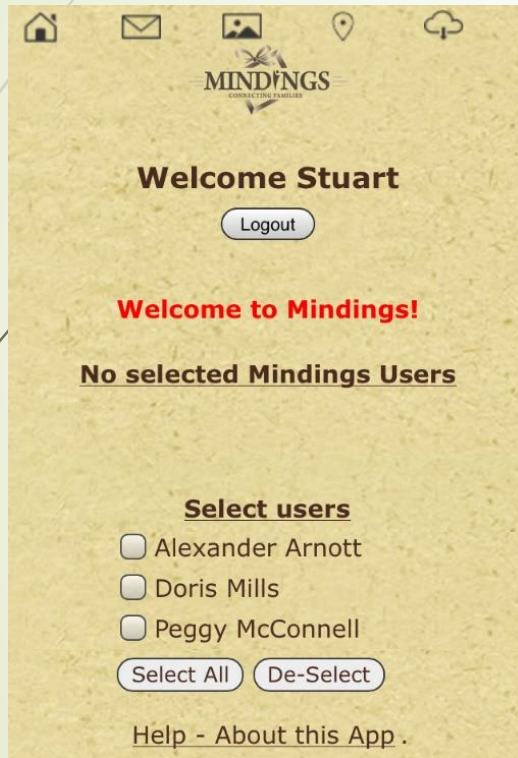 MINDINGS
CONNECTING FAMILIES
Welcome Stuart
Logout
Welcome to Mindings!
No selected Mindings Users
Select users
Alexander Arnott
Doris Mills
Peggy McConnell
Select All De-Select
Help - About this App .